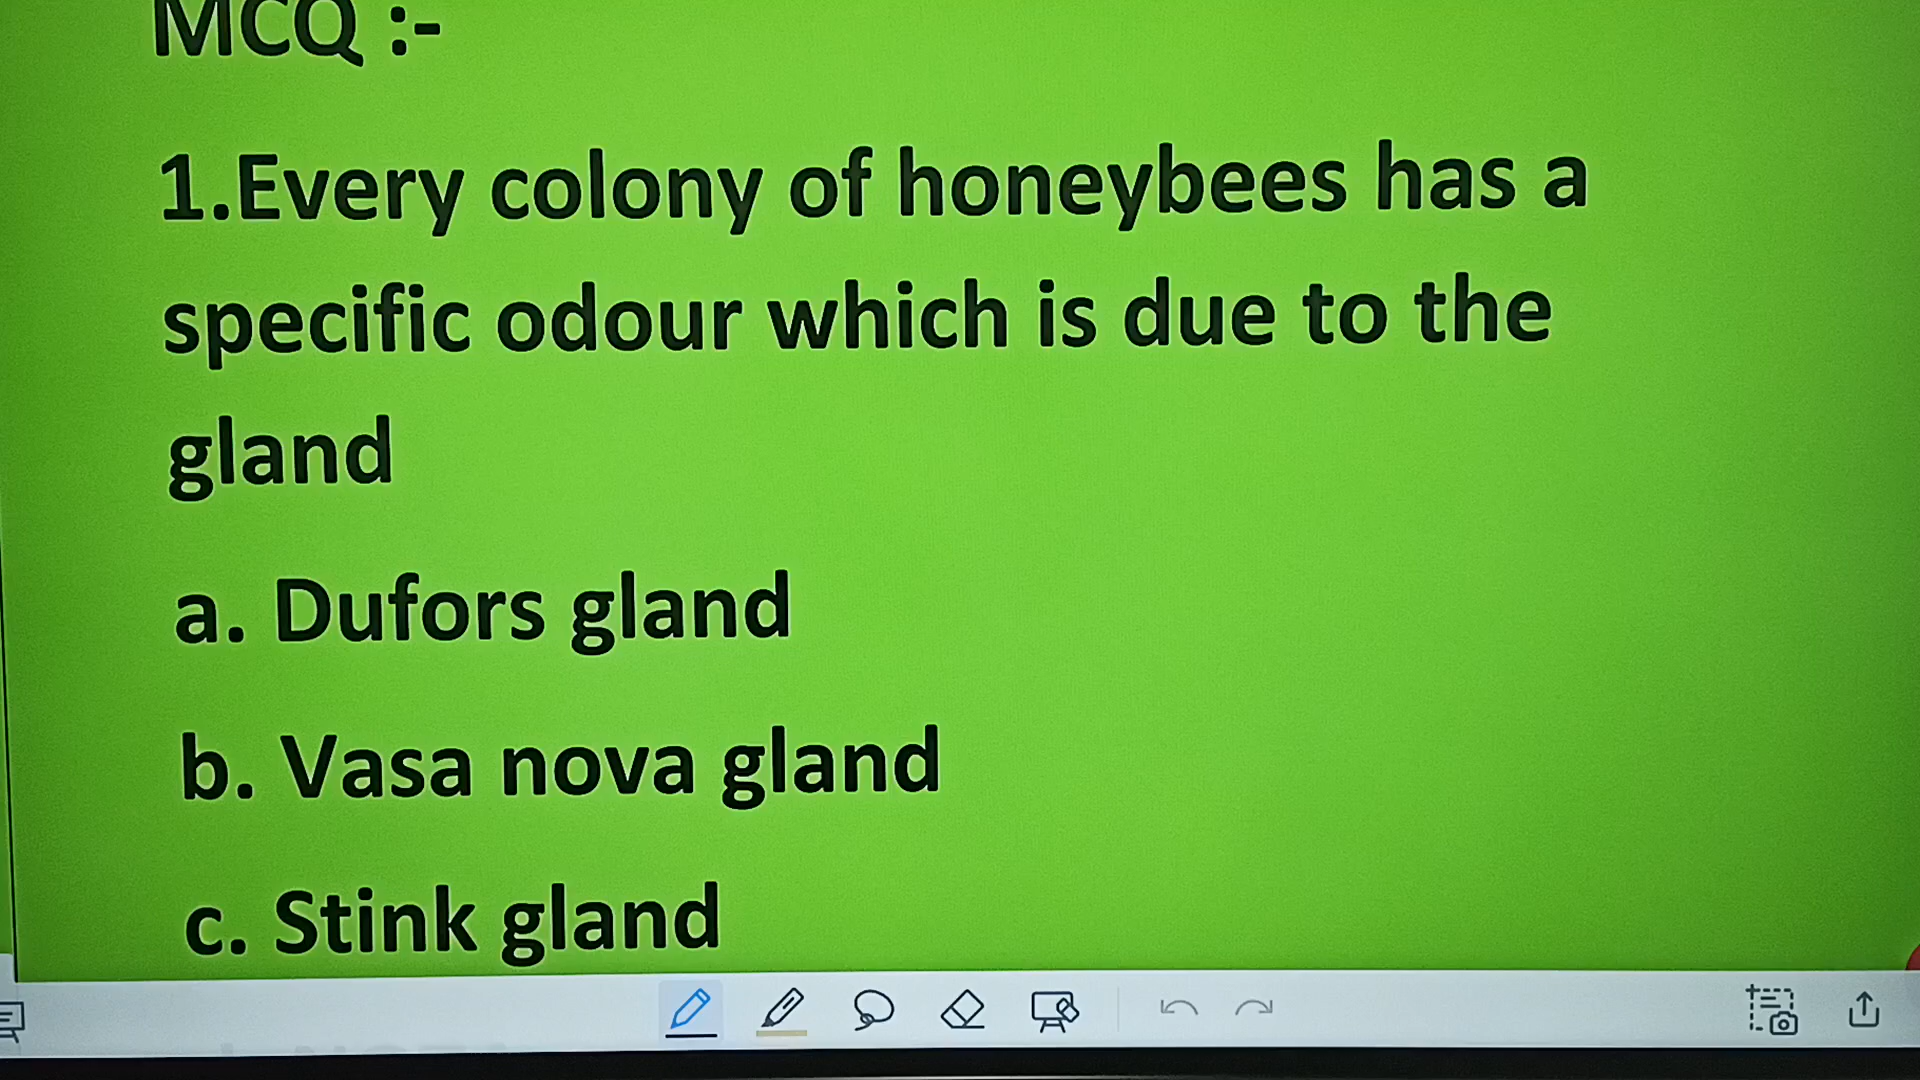 MCQ :-
1.Every colony of honeybees has a
specific odour which is due to the
gland
a. Dufors gland
b. Vasa nova gland
c. Stink gland